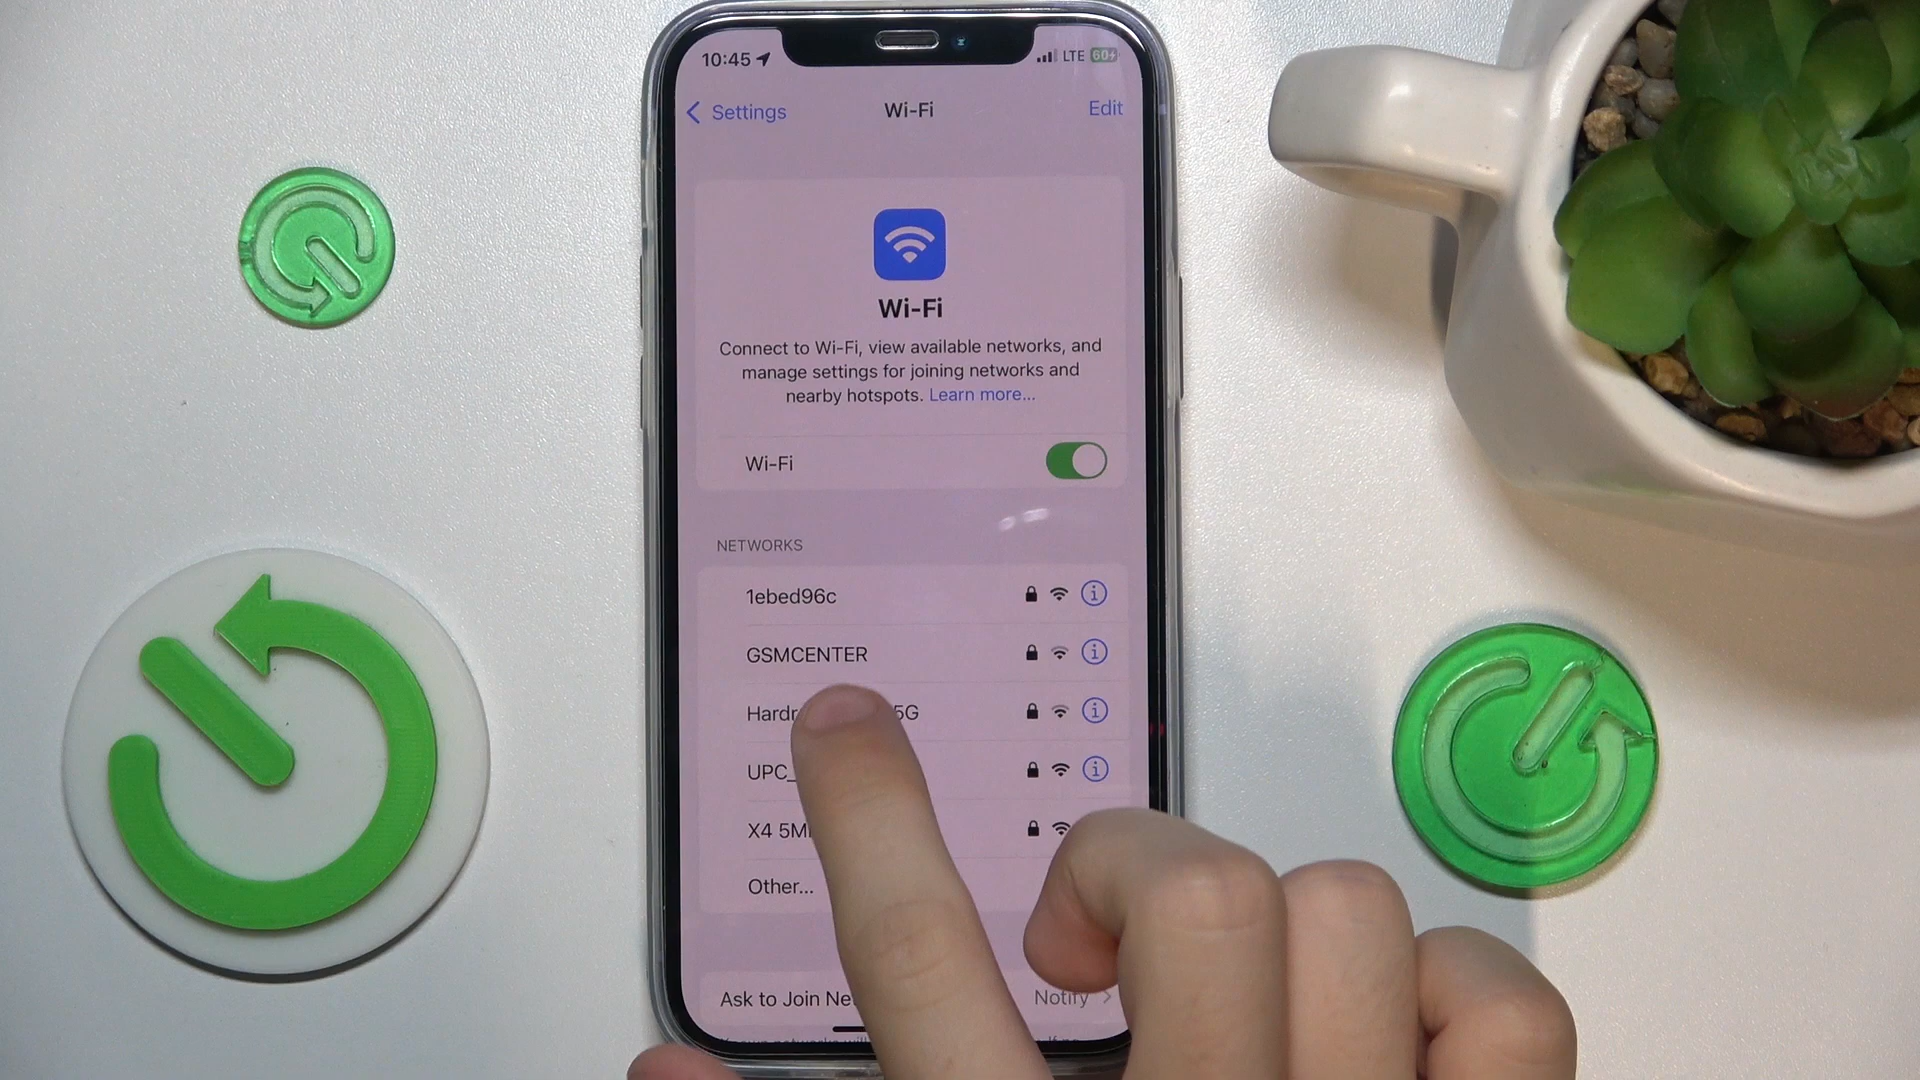 10:45
LTE 60
Settings
Wi-Fi
Edit
Wi-Fi
Connect to Wi-Fi, view available networks, and
manage settings for joining networks and
nearby hotspots. Learn more...
Wi-Fi
NETWORKS
1ebed96c
GSMCENTER
5G
UPC_
X4 5M
Other...
Ask to Join
Notify